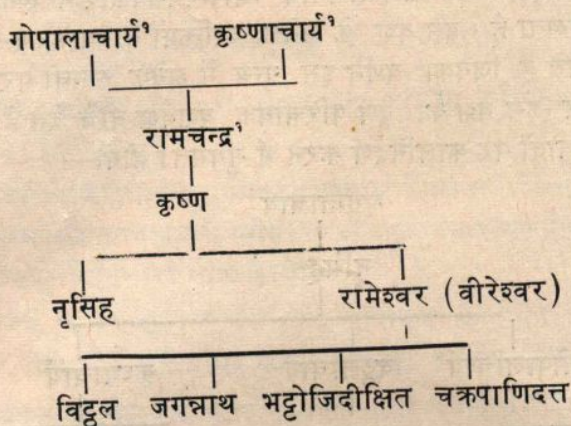 गोपालाचार्य¹ कृष्णाचार्य¹
रामचन्द्र¹
कृष्ण
नृसिह रामेश्वर (वीरेश्वर)
विट्ठल जगन्नाथ भट्टोजिदीक्षित चक्रपाणिदत्त